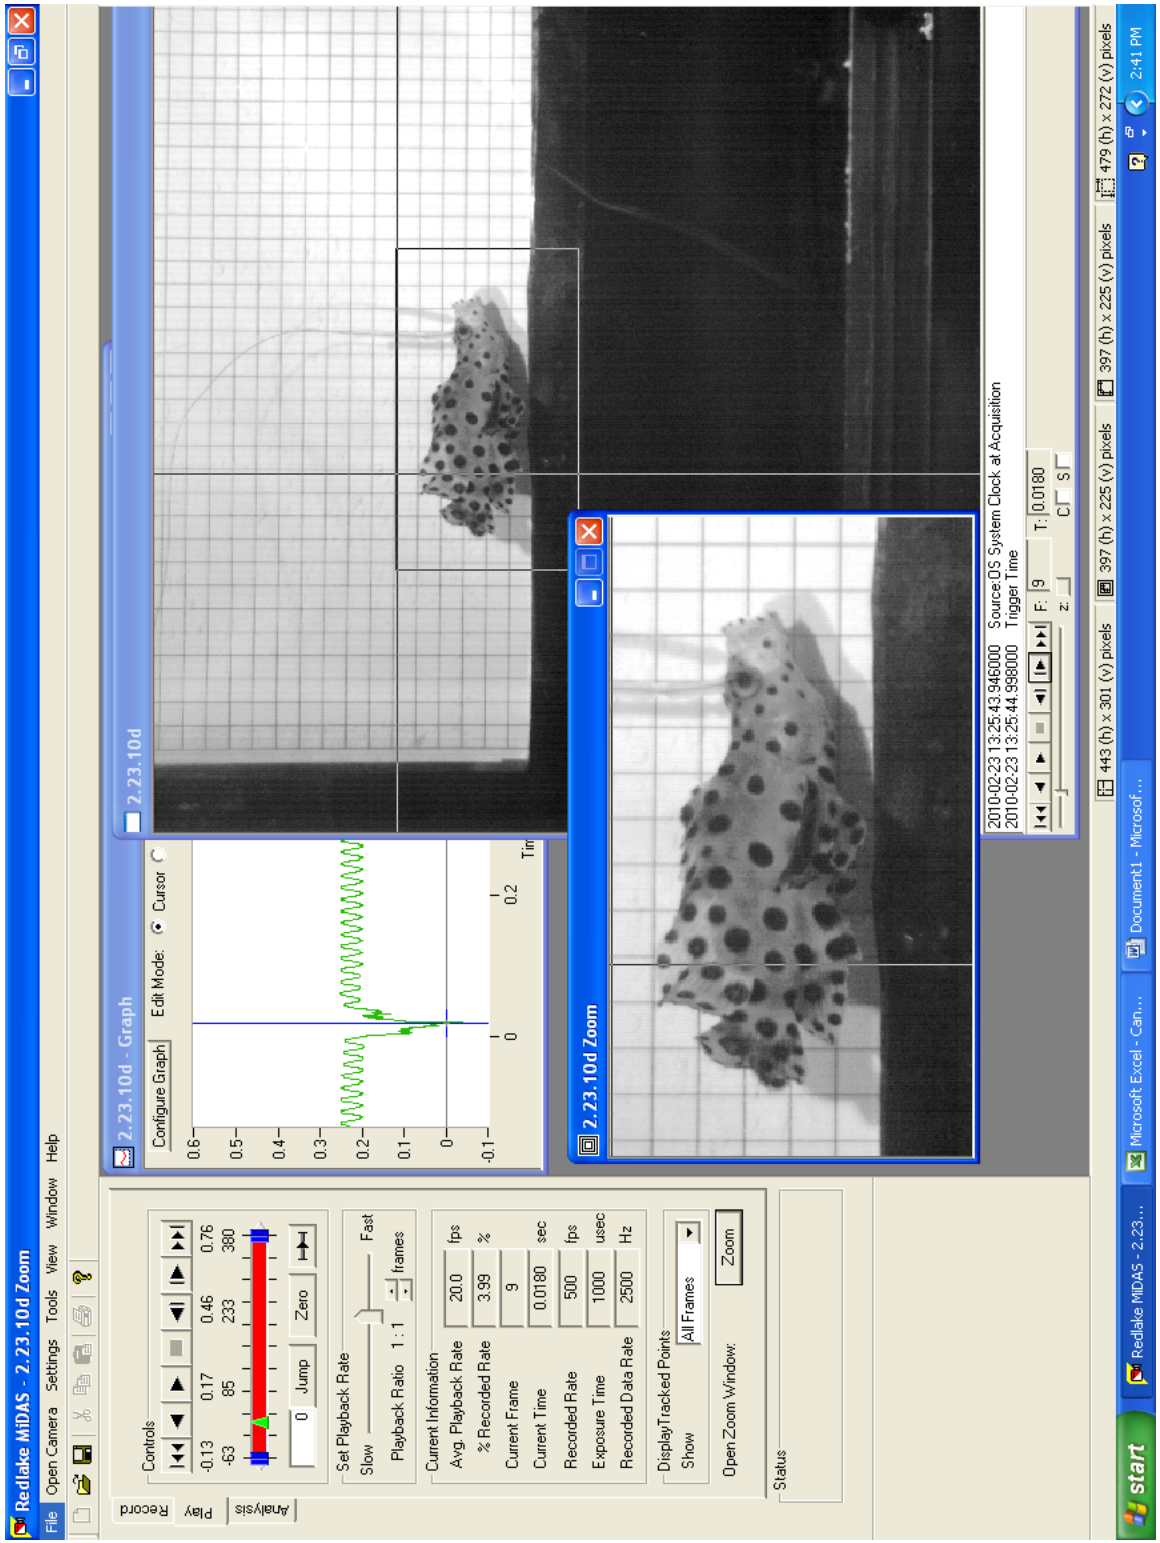 Redlake MiDAS - 2.23.10d Zoom
File Open Camera Settings Tools View Window Help
Record
Play
Analysis
Controls
-0.13 0.17 0.46 0.76
-63 85 233 380
0 Jump Zero
Set Playback Rate
Slow Fast
Playback Ratio 1 : 1 frames
Current Information
Avg. Playback Rate 20.0 fps
% Recorded Rate 3.99 %
Current Frame 9
Current Time 0.0180 sec
Recorded Rate 500 fps
Exposure Time 1000 usec
Recorded Data Rate 2500 Hz
DisplayTracked Points
Show All Frames
Open Zoom Window: Zoom
Status
2.23.10d - Graph
Configure Graph Edit Mode: Cursor
0.6
0.5
0.4
0.3
0.2
0.1
0
-0.1
0 0.2
Tim
2.23.10d
2010-02-23 13:25:43.946000 Source:OS System Clock at Acquisition
2010-02-23 13:25:44.998000 Trigger Time
F: 9 T: 0.0180
z: C S
2.23.10d Zoom
443 (h) x 301 (v) pixels 397 (h) x 225 (v) pixels 397 (h) x 225 (v) pixels 479 (h) x 272 (v) pixels
start Redlake MiDAS - 2.23... Microsoft Excel - Can... Document1 - Microsof... 2:41 PM